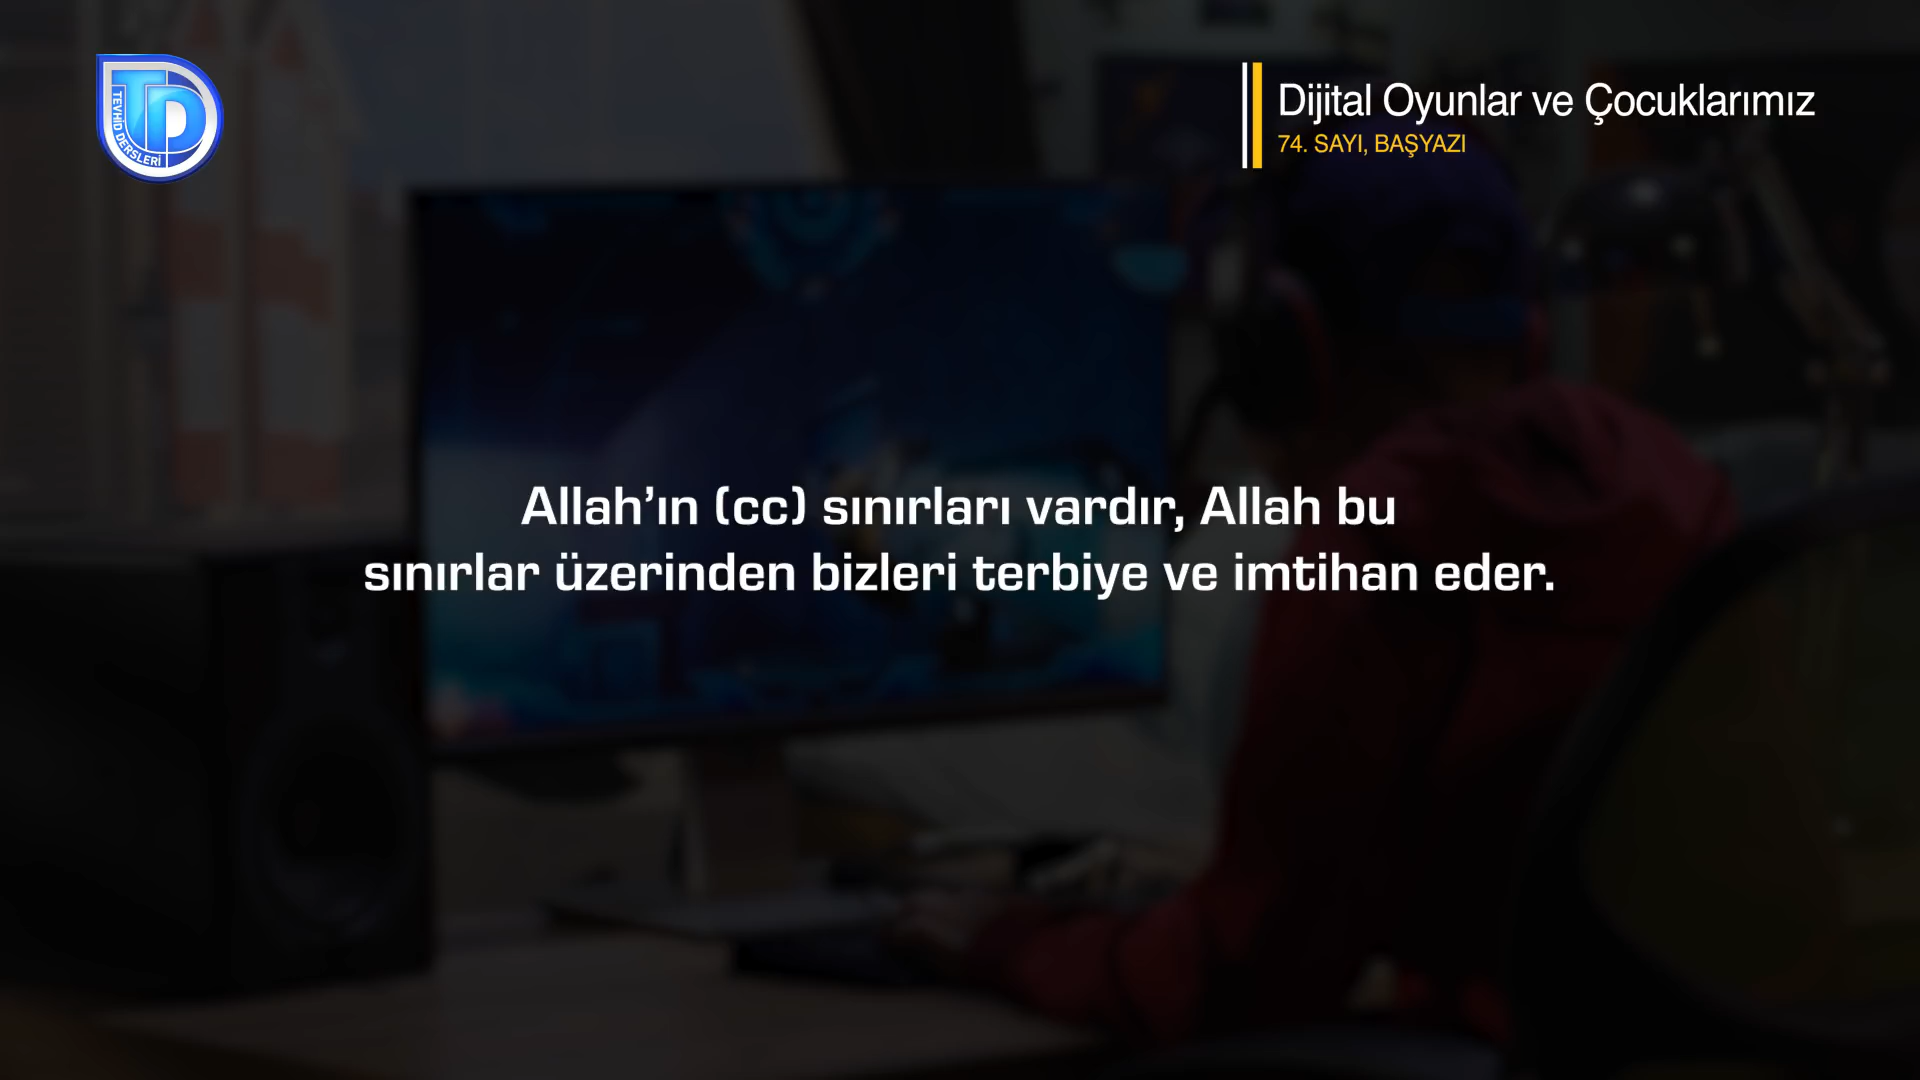 TD
TEVHİD DERSLERİ
Dijital Oyunlar ve Çocuklarımız
74. SAYI, BAŞYAZI
Allah’ın (cc) sınırları vardır, Allah bu
sınırlar üzerinden bizleri terbiye ve imtihan eder.